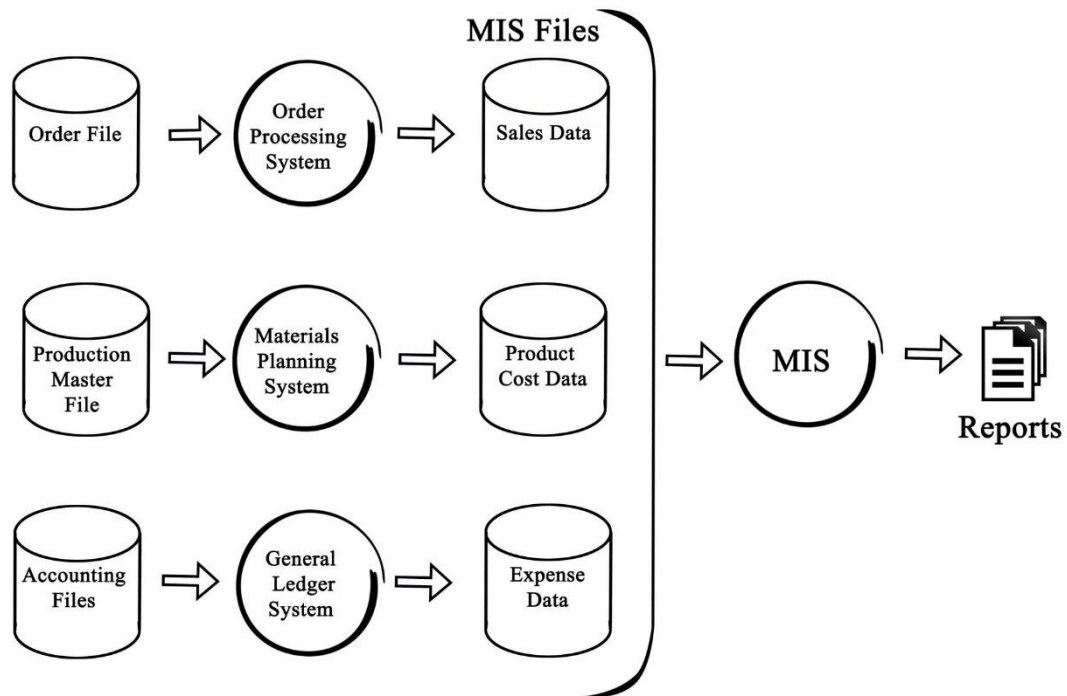 MIS Files
Order File
Order
Processing
System
Sales Data
Production
Master
File
Materials
Planning
System
Product
Cost Data
MIS
Reports
Accounting
Files
General
Ledger
System
Expense
Data